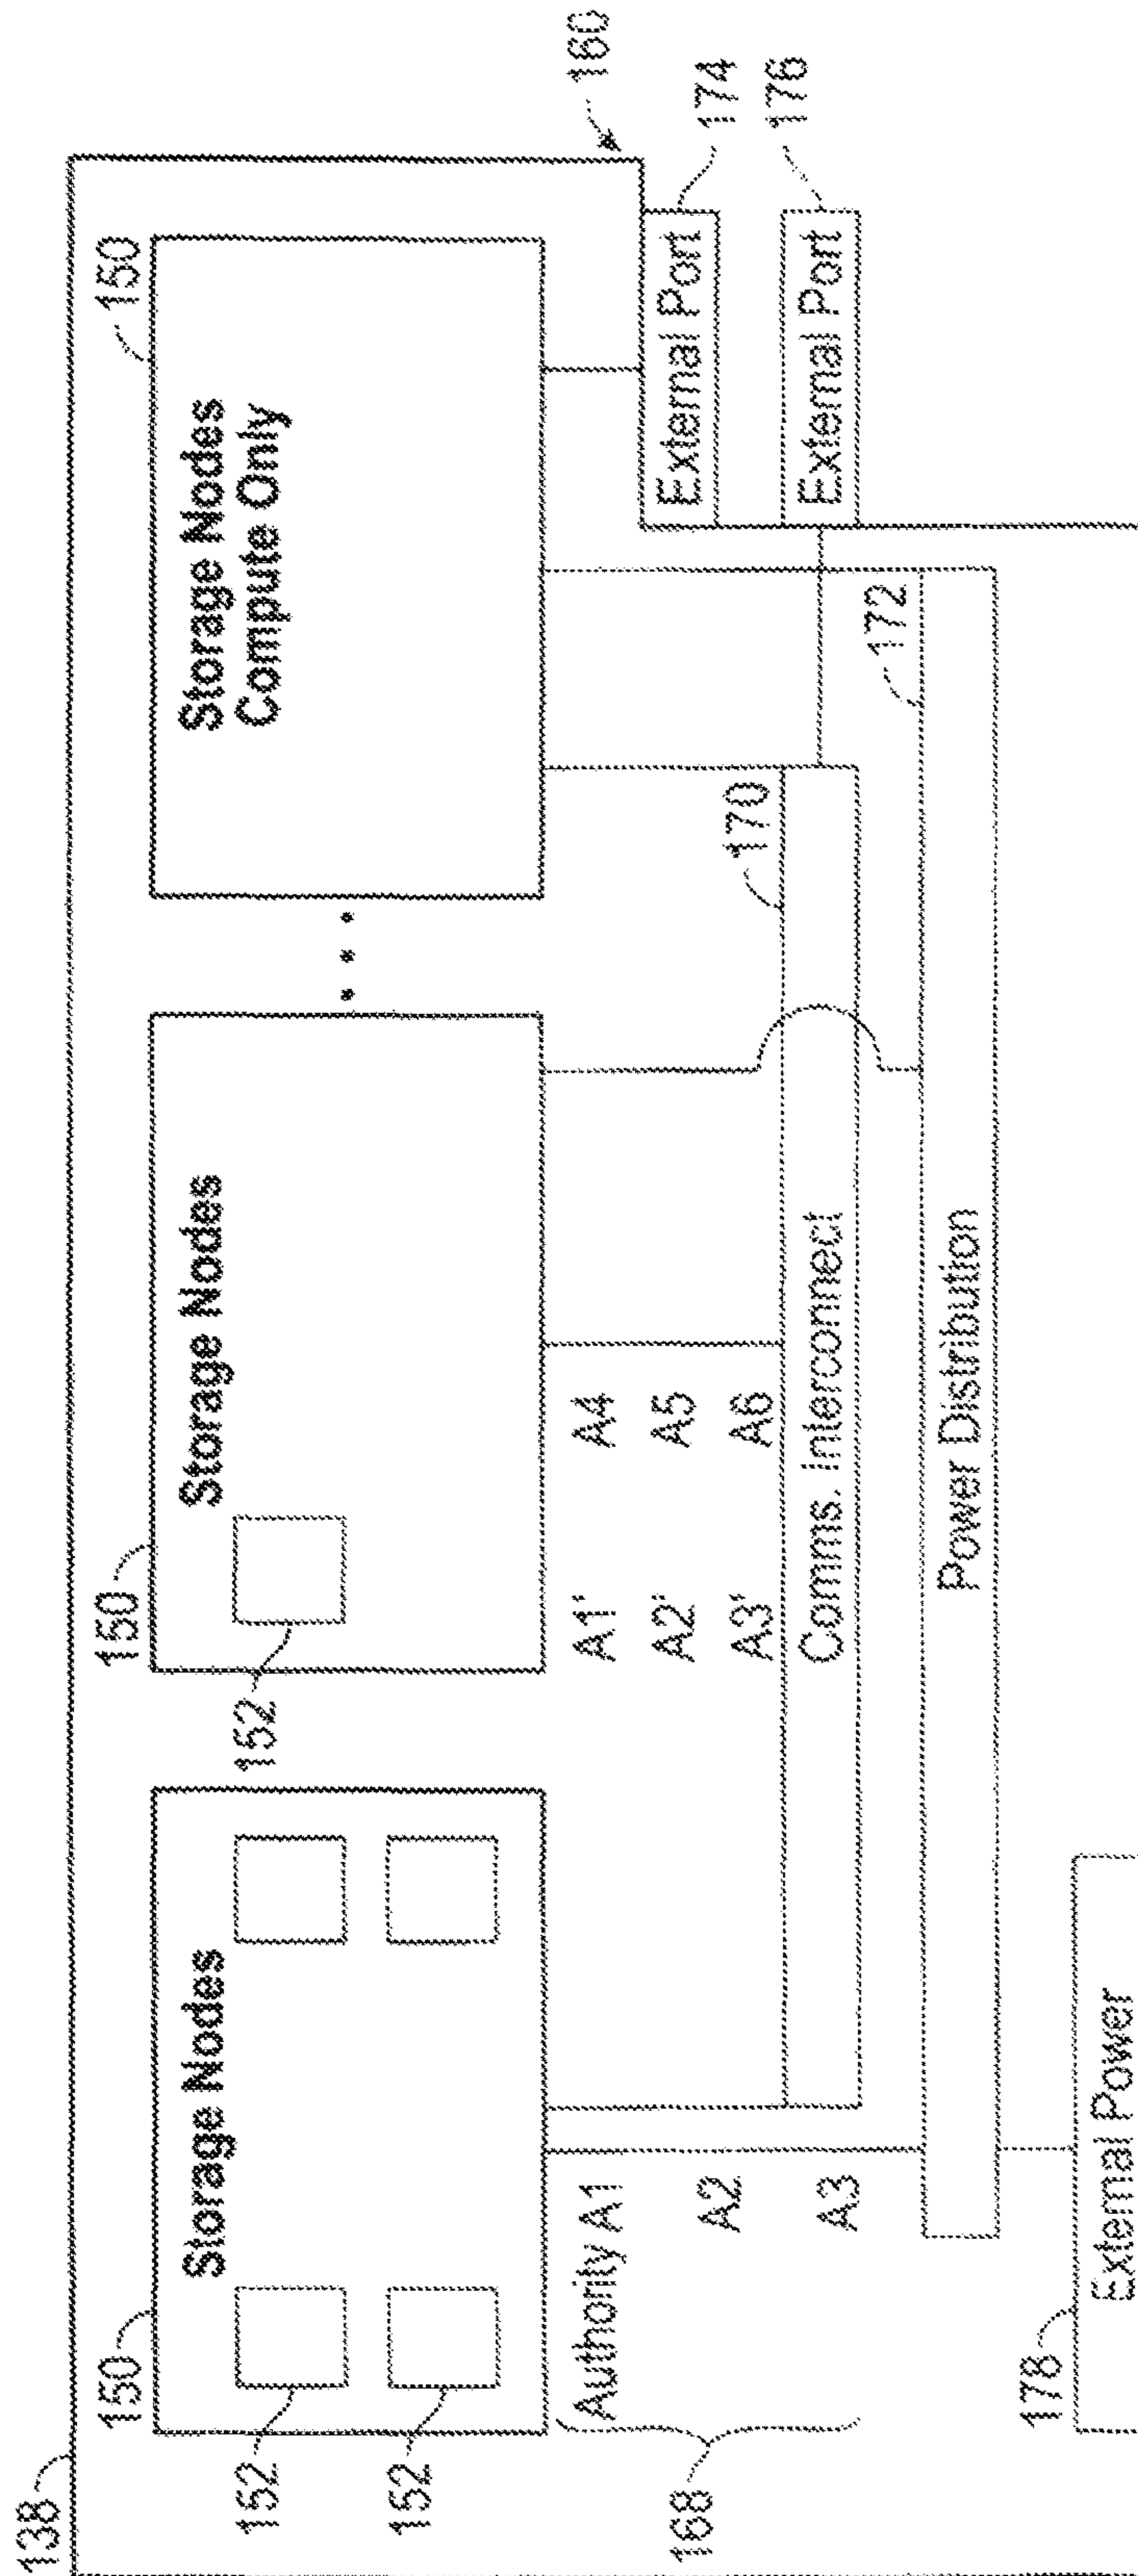 138
160
150
Storage Nodes
152
152
150
Storage Nodes
152
150
Storage Nodes
Compute Only
168
Authority A1
A2
A3
A1'
A2'
A3'
A4
A5
A6
170
Comms. Interconnect
172
Power Distribution
External Port
174
External Port
176
178
External Power